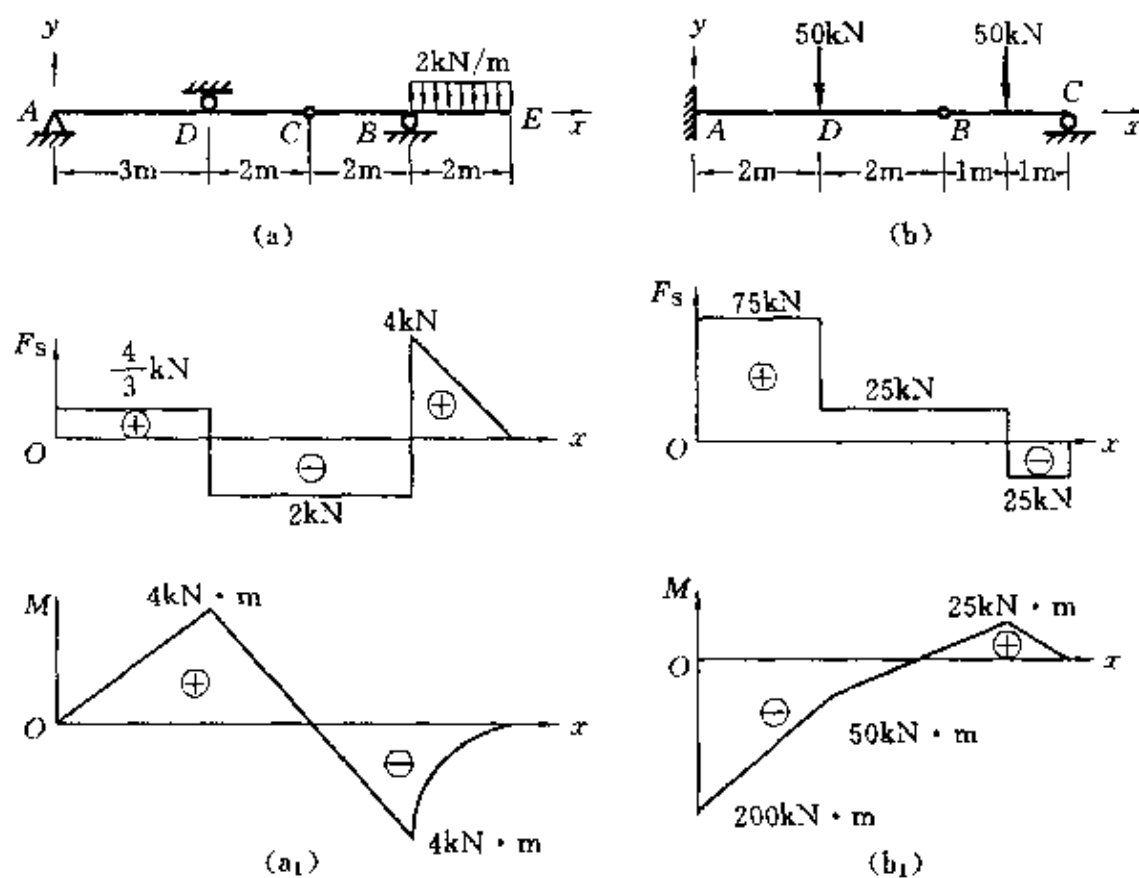 y
2kN/m
A
D
C
B
E
x
3m
2m
2m
2m
(a)
y
50kN
50kN
C
A
D
B
x
2m
2m
1m
1m
(b)
Fs
4/3 kN
4kN
⊕
⊕
O
x
⊖
2kN
Fs
75kN
⊕
25kN
O
x
⊖
25kN
M
4kN·m
⊕
O
x
⊖
4kN·m
(a₁)
M
25kN·m
⊕
O
x
⊖
50kN·m
200kN·m
(b₁)